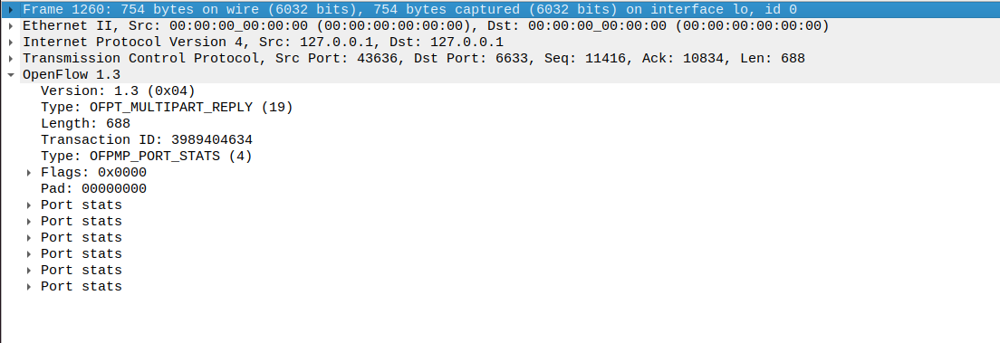 Frame 1260: 754 bytes on wire (6032 bits), 754 bytes captured (6032 bits) on interface lo, id 0
Ethernet II, Src: 00:00:00_00:00:00 (00:00:00:00:00:00), Dst: 00:00:00_00:00:00 (00:00:00:00:00:00)
Internet Protocol Version 4, Src: 127.0.0.1, Dst: 127.0.0.1
Transmission Control Protocol, Src Port: 43636, Dst Port: 6633, Seq: 11416, Ack: 10834, Len: 688
OpenFlow 1.3
Version: 1.3 (0x04)
Type: OFPT_MULTIPART_REPLY (19)
Length: 688
Transaction ID: 3989404634
Type: OFPMP_PORT_STATS (4)
Flags: 0x0000
Pad: 00000000
Port stats
Port stats
Port stats
Port stats
Port stats
Port stats